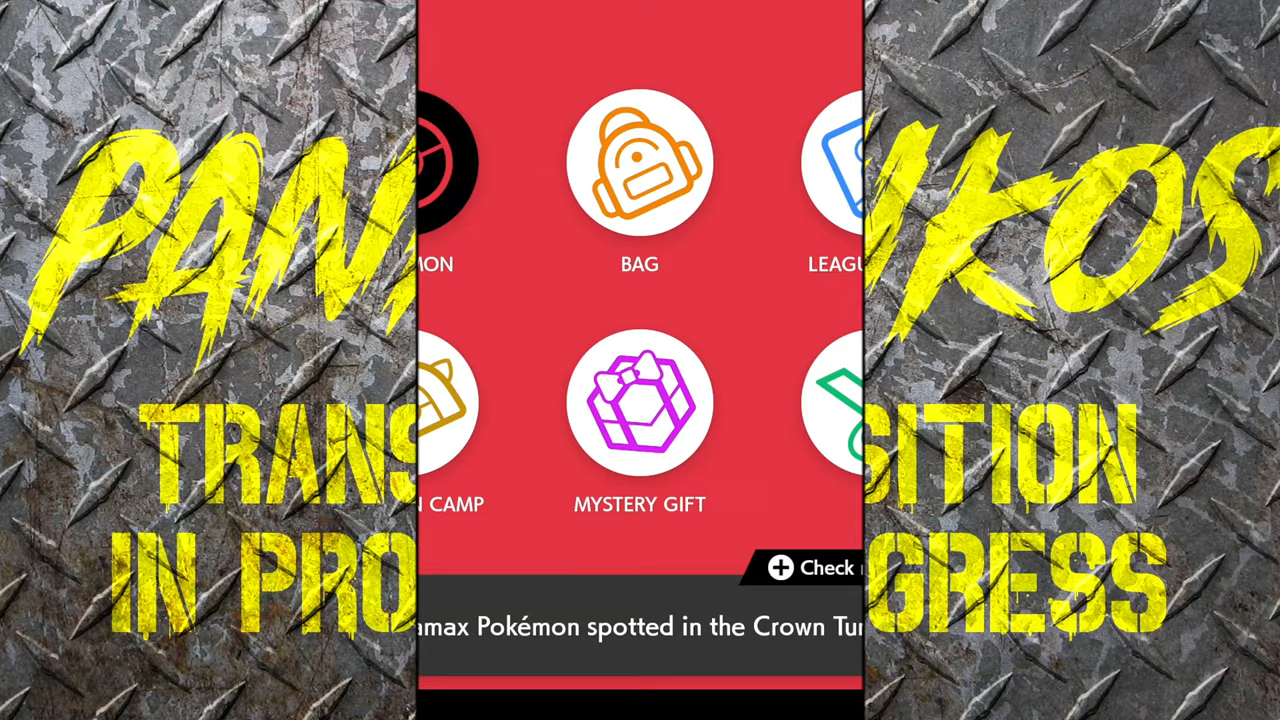 PAN IKOS
MON BAG LEAGU
TRANS SITION
N CAMP MYSTERY GIFT
IN PRO GRESS
Check
amax Pokémon spotted in the Crown Tu